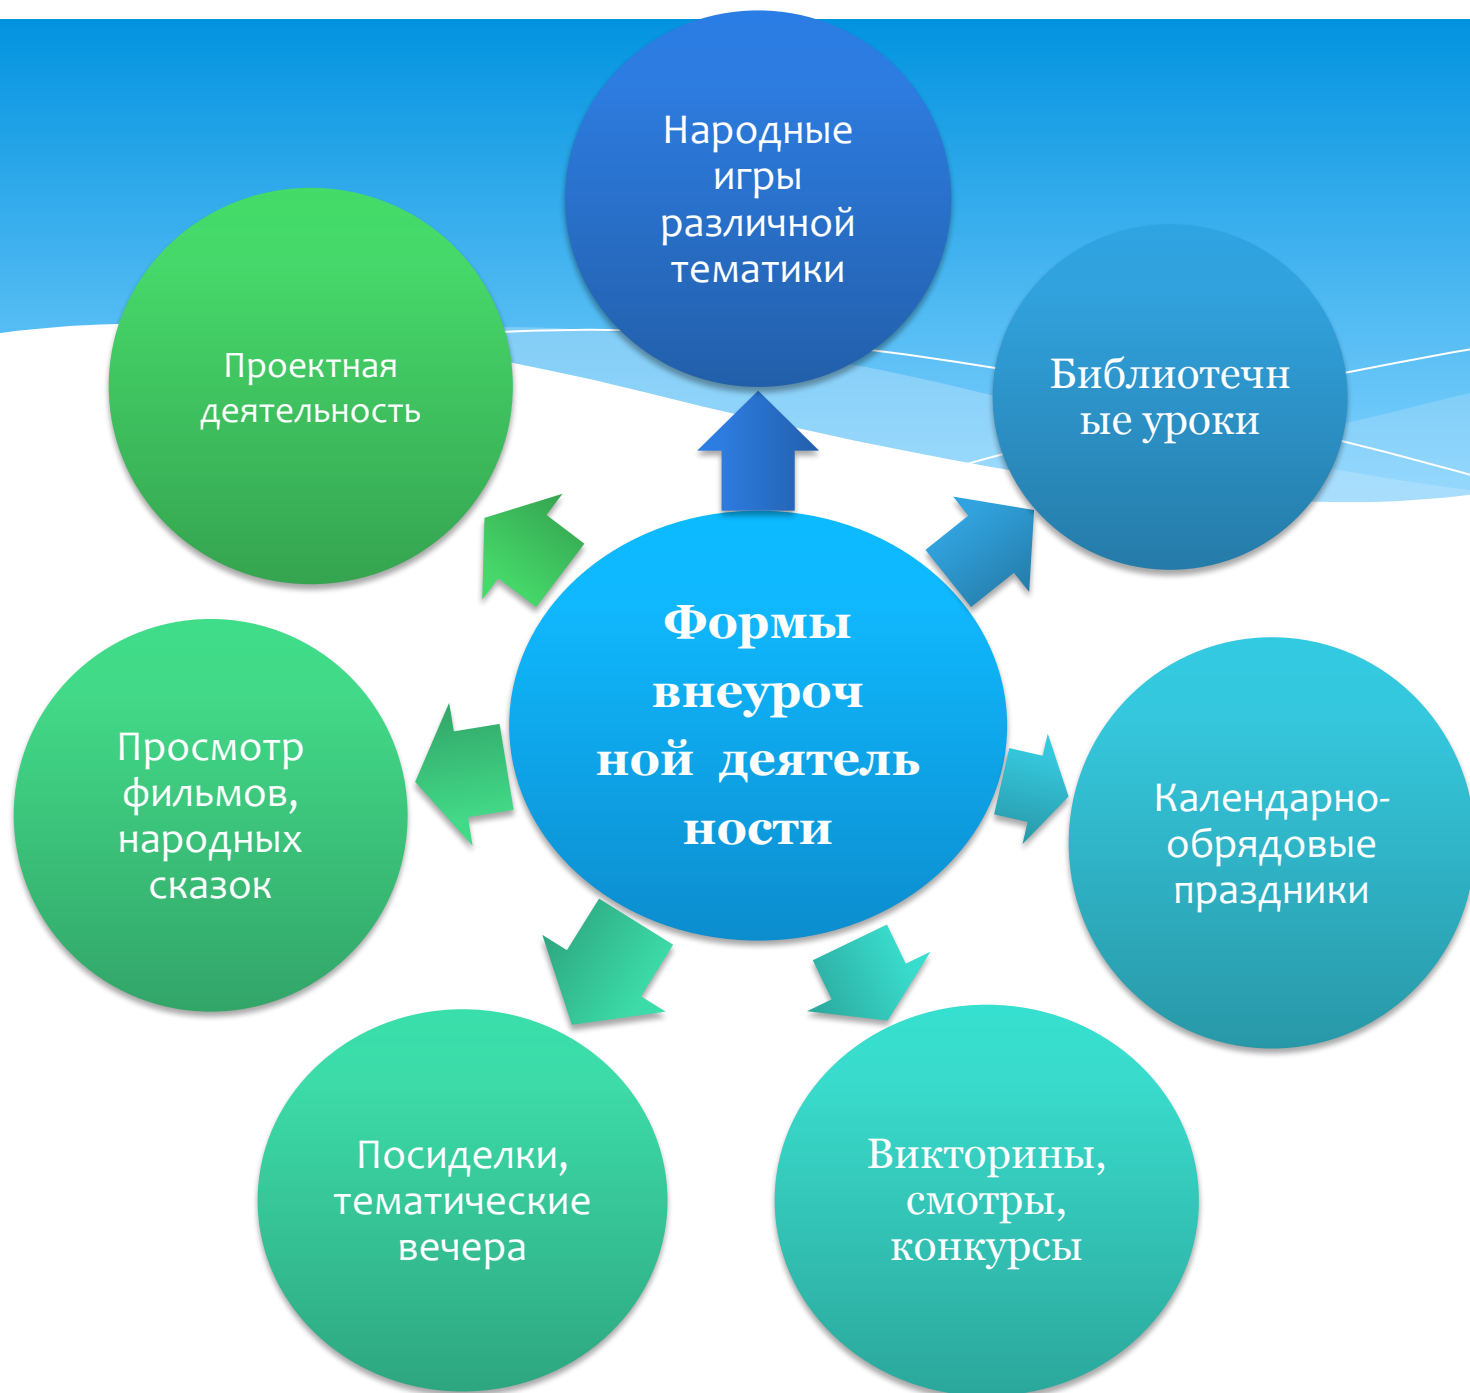 Народные
игры
различной
тематики
Проектная
деятельность
Библиотечн
ые уроки
Формы
внеуроч
ной деятель
ности
Просмотр
фильмов,
народных
сказок
Календарно-
обрядовые
праздники
Посиделки,
тематические
вечера
Викторины,
смотры,
конкурсы